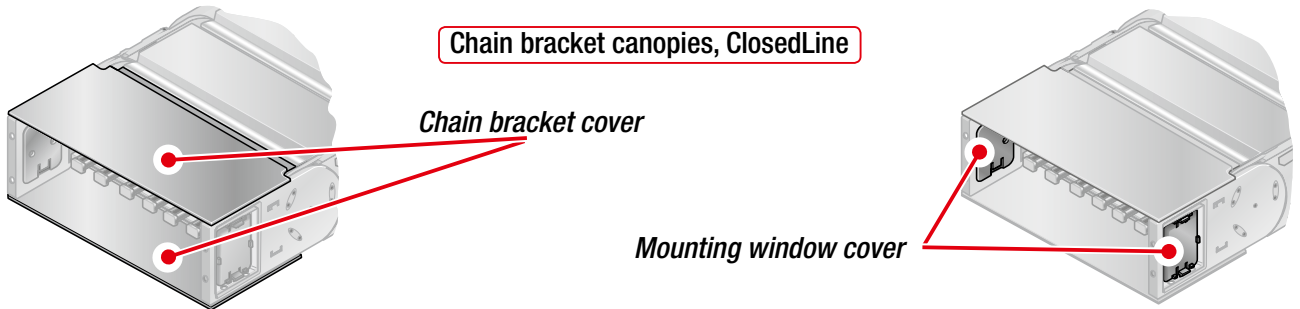 Chain bracket canopies, ClosedLine
Chain bracket cover
Mounting window cover